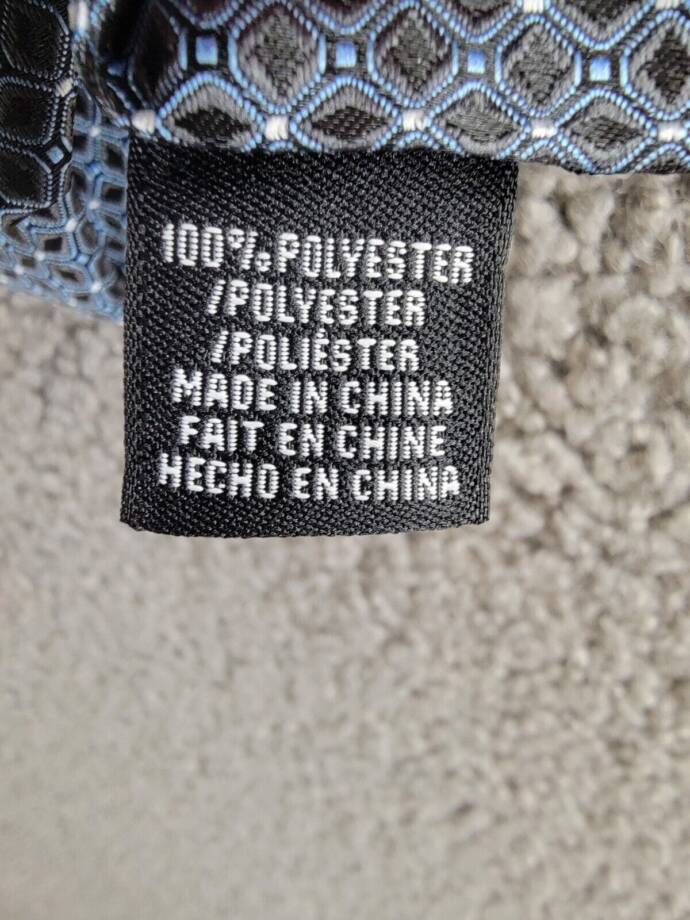 100% POLYESTER
/POLYESTER
/POLIÉSTER
MADE IN CHINA
FAIT EN CHINE
HECHO EN CHINA